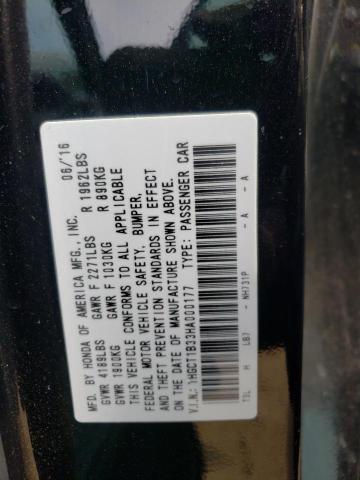 MFD. BY HONDA OF AMERICA MFG., INC. 06/'16
GVWR 4189LBS GAWR F 2271LBS R 1962LBS
GVWR 1900KG GAWR F 1030KG R 890KG
THIS VEHICLE CONFORMS TO ALL APPLICABLE
FEDERAL MOTOR VEHICLE SAFETY, BUMPER,
AND THEFT PREVENTION STANDARDS IN EFFECT
ON THE DATE OF MANUFACTURE SHOWN ABOVE.
V.I.N.: 1HGCT1B33HA000177 TYPE: PASSENGER CAR
T3L H LB7 - NH731P - A - A